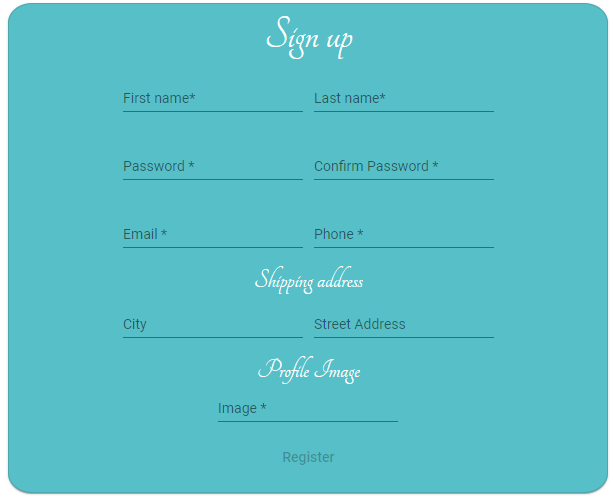 Sign up
First name* Last name*
Password * Confirm Password *
Email * Phone *
Shipping address
City Street Address
Profile Image
Image *
Register